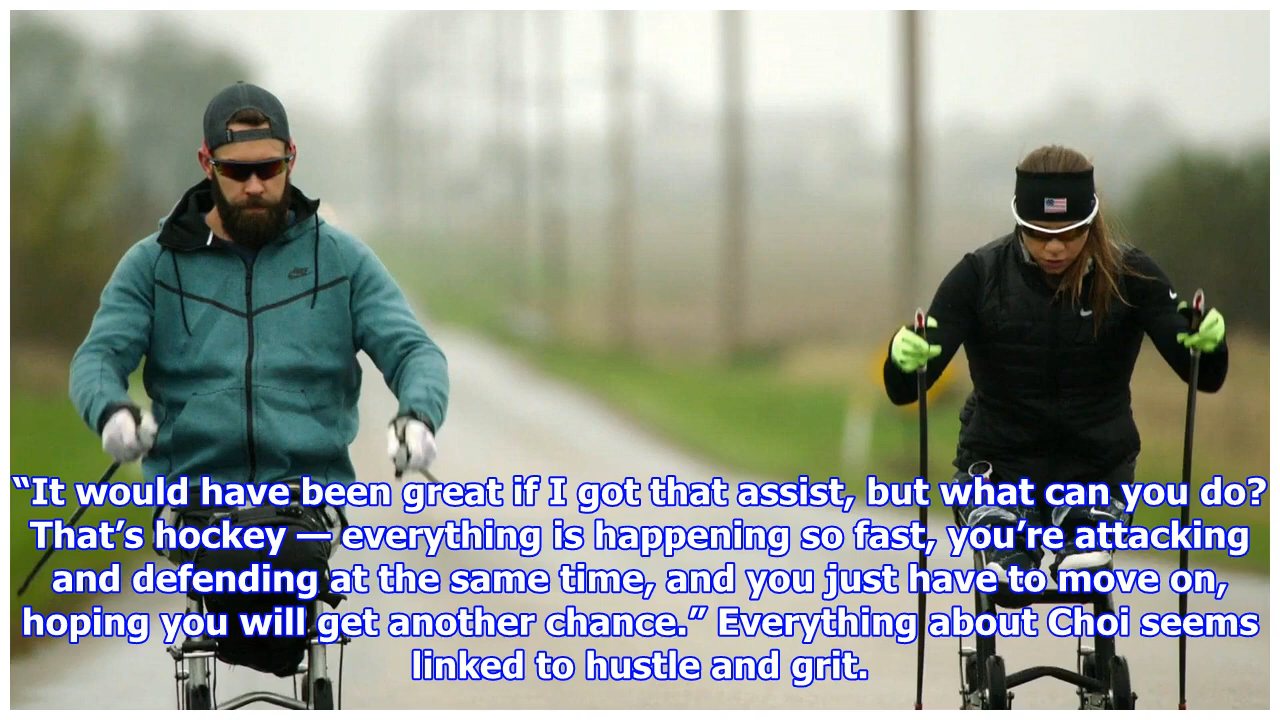 “It would have been great if I got that assist, but what can you do?
That’s hockey — everything is happening so fast, you’re attacking
and defending at the same time, and you just have to move on,
hoping you will get another chance.” Everything about Choi seems
linked to hustle and grit.